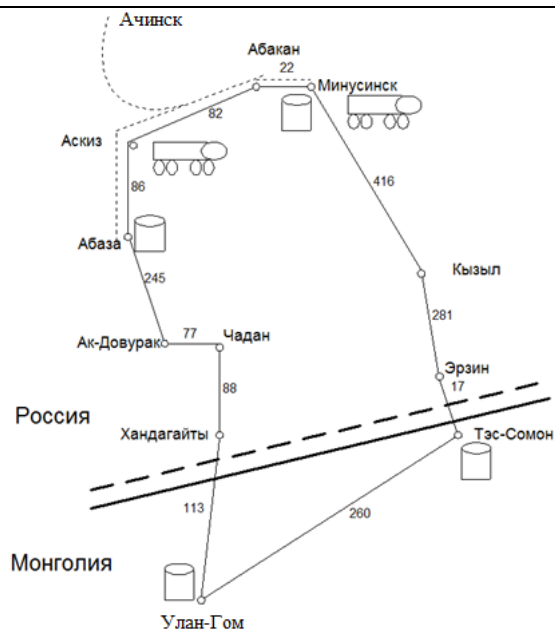 Ачинск
Абакан
22
Минусинск
82
Аскиз
86
416
Абаза
245
Кызыл
281
77
Чадан
Ак-Довурак
Эрзин
88
17
Россия
Хандагайты
Тэс-Сомон
113
260
Монголия
Улан-Гом